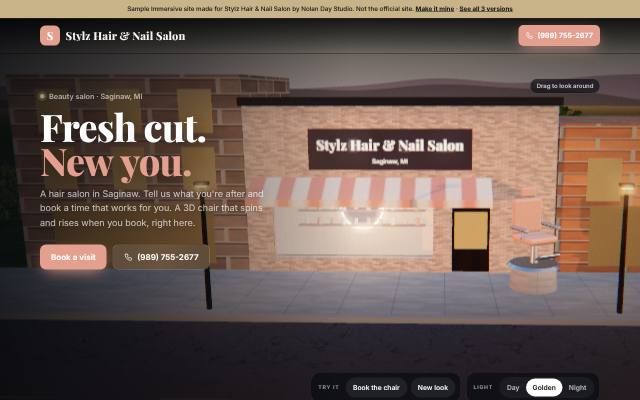 Sample Immersive site made for Stylz Hair & Nail Salon by Nolan Day Studio. Not the official site. Make it mine · See all 3 versions
S Stylz Hair & Nail Salon
(989) 755-2677
Drag to look around
Beauty salon · Saginaw, MI
Fresh cut.
New you.
A hair salon in Saginaw. Tell us what you're after and
book a time that works for you. A 3D chair that spins
and rises when you book, right here.
Book a visit
(989) 755-2677
Stylz Hair & Nail Salon
Saginaw, MI
TRY IT Book the chair New look
LIGHT Day Golden Night